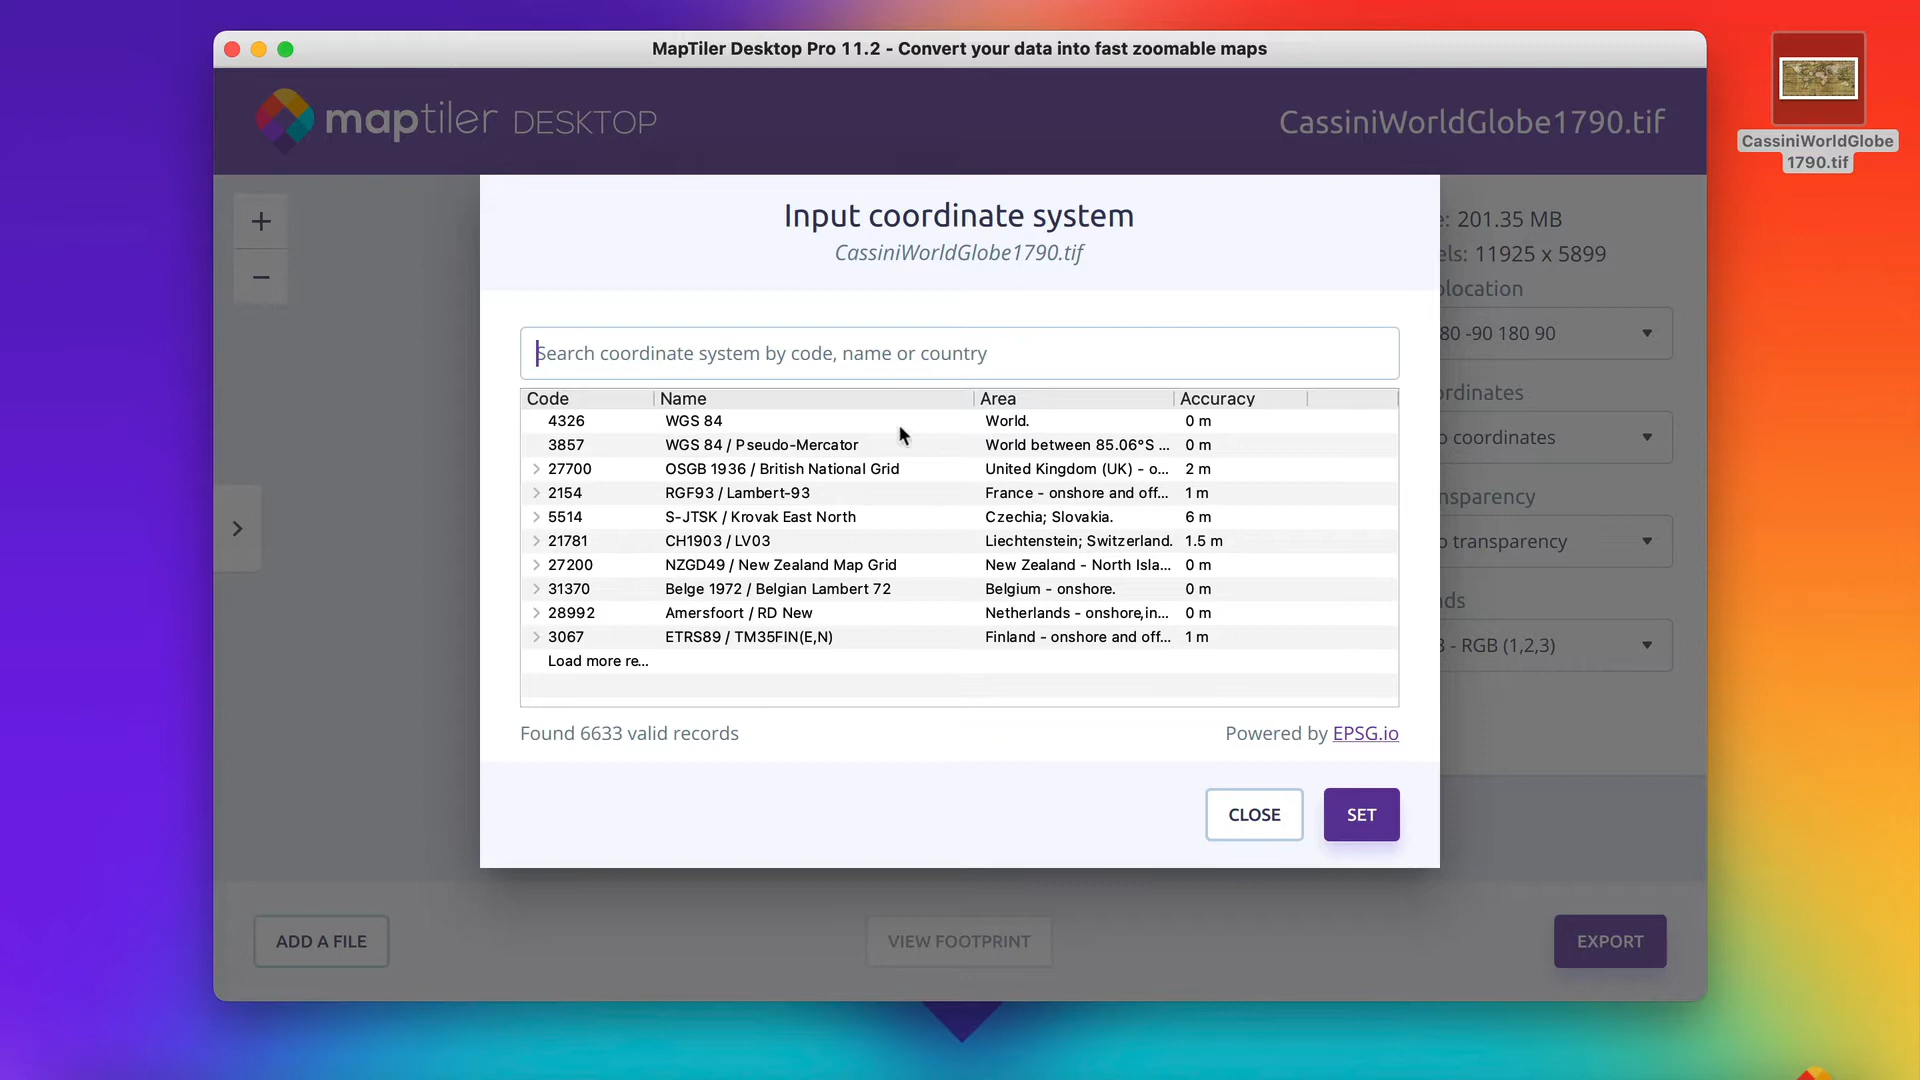 MapTiler Desktop Pro 11.2 - Convert your data into fast zoomable maps
maptiler DESKTOP
CassiniWorldGlobe1790.tif
CassiniWorldGlobe
1790.tif
+
−
Input coordinate system
CassiniWorldGlobe1790.tif
Search coordinate system by code, name or country
Code Name Area Accuracy
4326 WGS 84 World. 0 m
3857 WGS 84 / Pseudo-Mercator World between 85.06°S ... 0 m
27700 OSGB 1936 / British National Grid United Kingdom (UK) - o... 2 m
2154 RGF93 / Lambert-93 France - onshore and off... 1 m
5514 S-JTSK / Krovak East North Czechia; Slovakia. 6 m
21781 CH1903 / LV03 Liechtenstein; Switzerland. 1.5 m
27200 NZGD49 / New Zealand Map Grid New Zealand - North Isla... 0 m
31370 Belge 1972 / Belgian Lambert 72 Belgium - onshore. 0 m
28992 Amersfoort / RD New Netherlands - onshore,in... 0 m
3067 ETRS89 / TM35FIN(E,N) Finland - onshore and off... 1 m
Load more re...
Found 6633 valid records
Powered by EPSG.io
CLOSE
SET
: 201.35 MB
11925 x 5899
-90 180 90
coordinates
transparency
- RGB (1,2,3)
ADD A FILE
VIEW FOOTPRINT
EXPORT